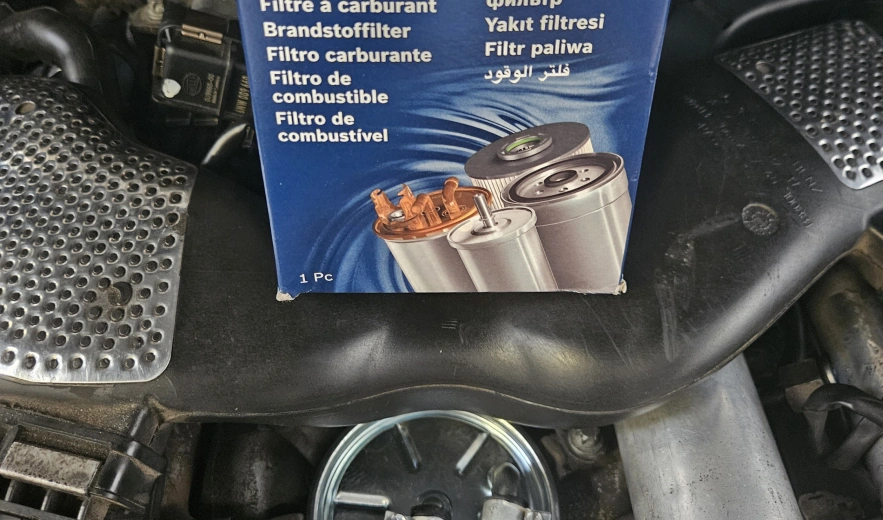 Filtre à carburant
Brandstoffilter
Filtro carburante
Filtro de
combustible
Filtro de
combustível
фильтр
Yakıt filtresi
Filtr paliwa
فلتر الوقود
1 Pc